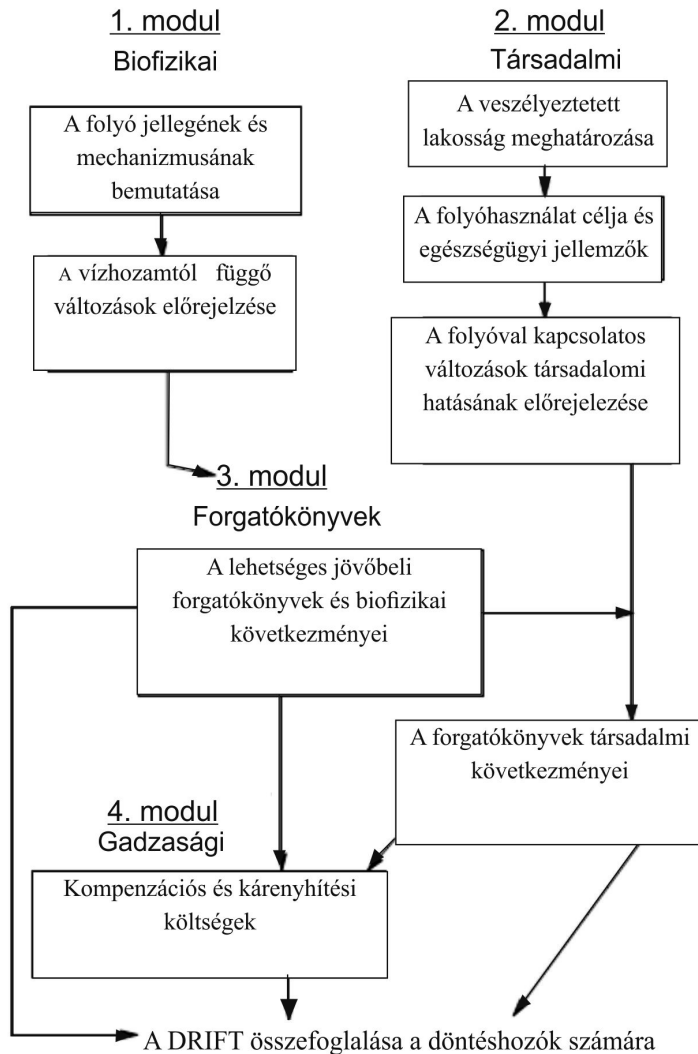 1. modul
Biofizikai
A folyó jellegének és
mechanizmusának
bemutatása
A vízhozamtól függő
változások előrejelzése
2. modul
Társadalmi
A veszélyeztetett
lakosság meghatározása
A folyóhasználat célja és
egészségügyi jellemzők
A folyóval kapcsolatos
változások társadalomi
hatásának előrejelezése
3. modul
Forgatókönyvek
A lehetséges jövőbeli
forgatókönyvek és biofizikai
következményei
A forgatókönyvek társadalmi
következményei
4. modul
Gadzasági
Kompenzációs és kárenyhítési
költségek
A DRIFT összefoglalása a döntéshozók számára